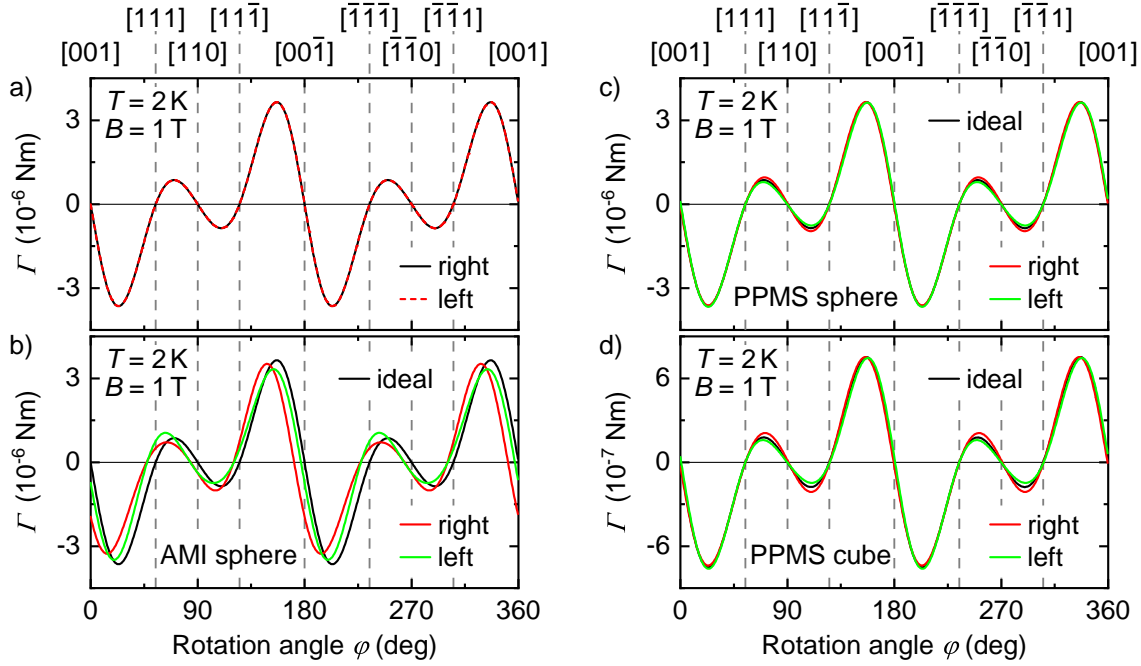 [111] [111̄] [1̄1̄1̄] [1̄1̄1]
[001] [110] [001̄] [1̄1̄0] [001]
a)
T = 2 K
B = 1 T
3
0
-3
Γ (10⁻⁶ Nm)
right
left
b)
T = 2 K
B = 1 T
ideal
3
0
-3
Γ (10⁻⁶ Nm)
right
left
AMI sphere
0 90 180 270 360
Rotation angle φ (deg)
[111] [111̄] [1̄1̄1̄] [1̄1̄1]
[001] [110] [001̄] [1̄1̄0] [001]
c)
T = 2 K
B = 1 T
ideal
3
0
-3
Γ (10⁻⁶ Nm)
right
left
PPMS sphere
d)
T = 2 K
B = 1 T
ideal
6
0
-6
Γ (10⁻⁷ Nm)
right
left
PPMS cube
0 90 180 270 360
Rotation angle φ (deg)